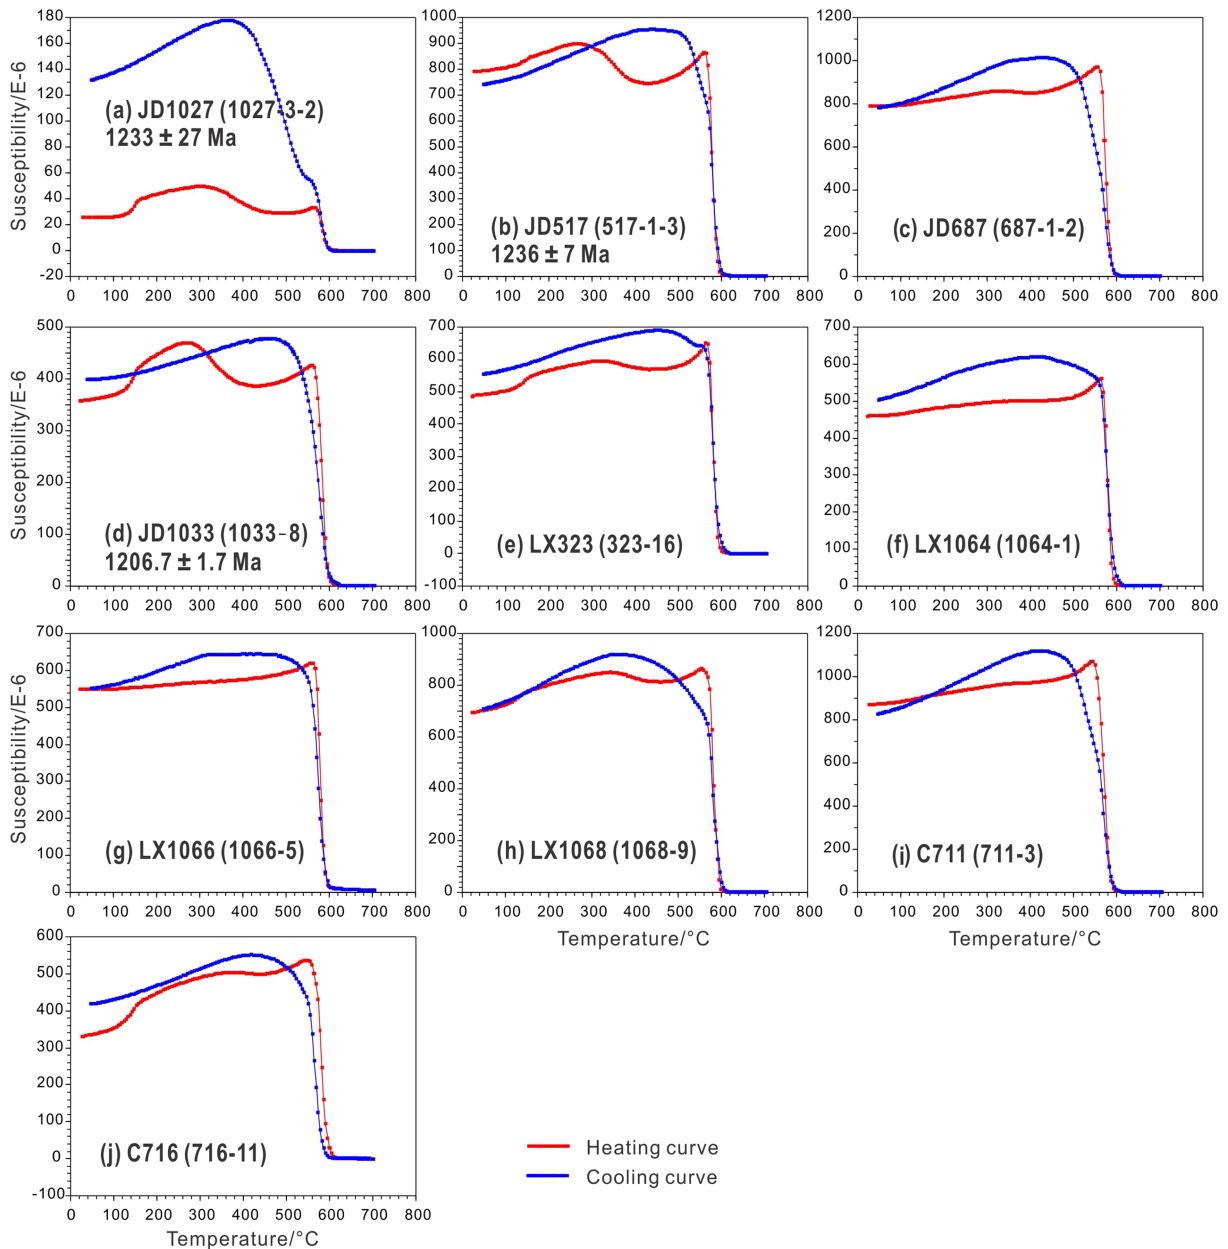 Susceptibility/E-6
180
160
140
120
100
80
60
40
20
0
-20
(a) JD1027 (1027-3-2)
1233 ± 27 Ma
0 100 200 300 400 500 600 700 800
1000
900
800
700
600
500
400
300
200
100
0
(b) JD517 (517-1-3)
1236 ± 7 Ma
0 100 200 300 400 500 600 700 800
1200
1000
800
600
400
200
0
(c) JD687 (687-1-2)
0 100 200 300 400 500 600 700 800
Susceptibility/E-6
500
400
300
200
100
0
(d) JD1033 (1033-8)
1206.7 ± 1.7 Ma
700
600
500
400
300
200
100
0
-100
(e) LX323 (323-16)
700
600
500
400
300
200
100
0
(f) LX1064 (1064-1)
0 100 200 300 400 500 600 700 800
0 100 200 300 400 500 600 700 800
0 100 200 300 400 500 600 700 800
Susceptibility/E-6
700
600
500
400
300
200
100
0
(g) LX1066 (1066-5)
0 100 200 300 400 500 600 700 800
1000
800
600
400
200
0
(h) LX1068 (1068-9)
0 100 200 300 400 500 600 700 800
Temperature/°C
1200
1000
800
600
400
200
0
(i) C711 (711-3)
0 100 200 300 400 500 600 700 800
Temperature/°C
600
500
400
300
200
100
0
-100
(j) C716 (716-11)
0 100 200 300 400 500 600 700 800
Temperature/°C
Heating curve
Cooling curve